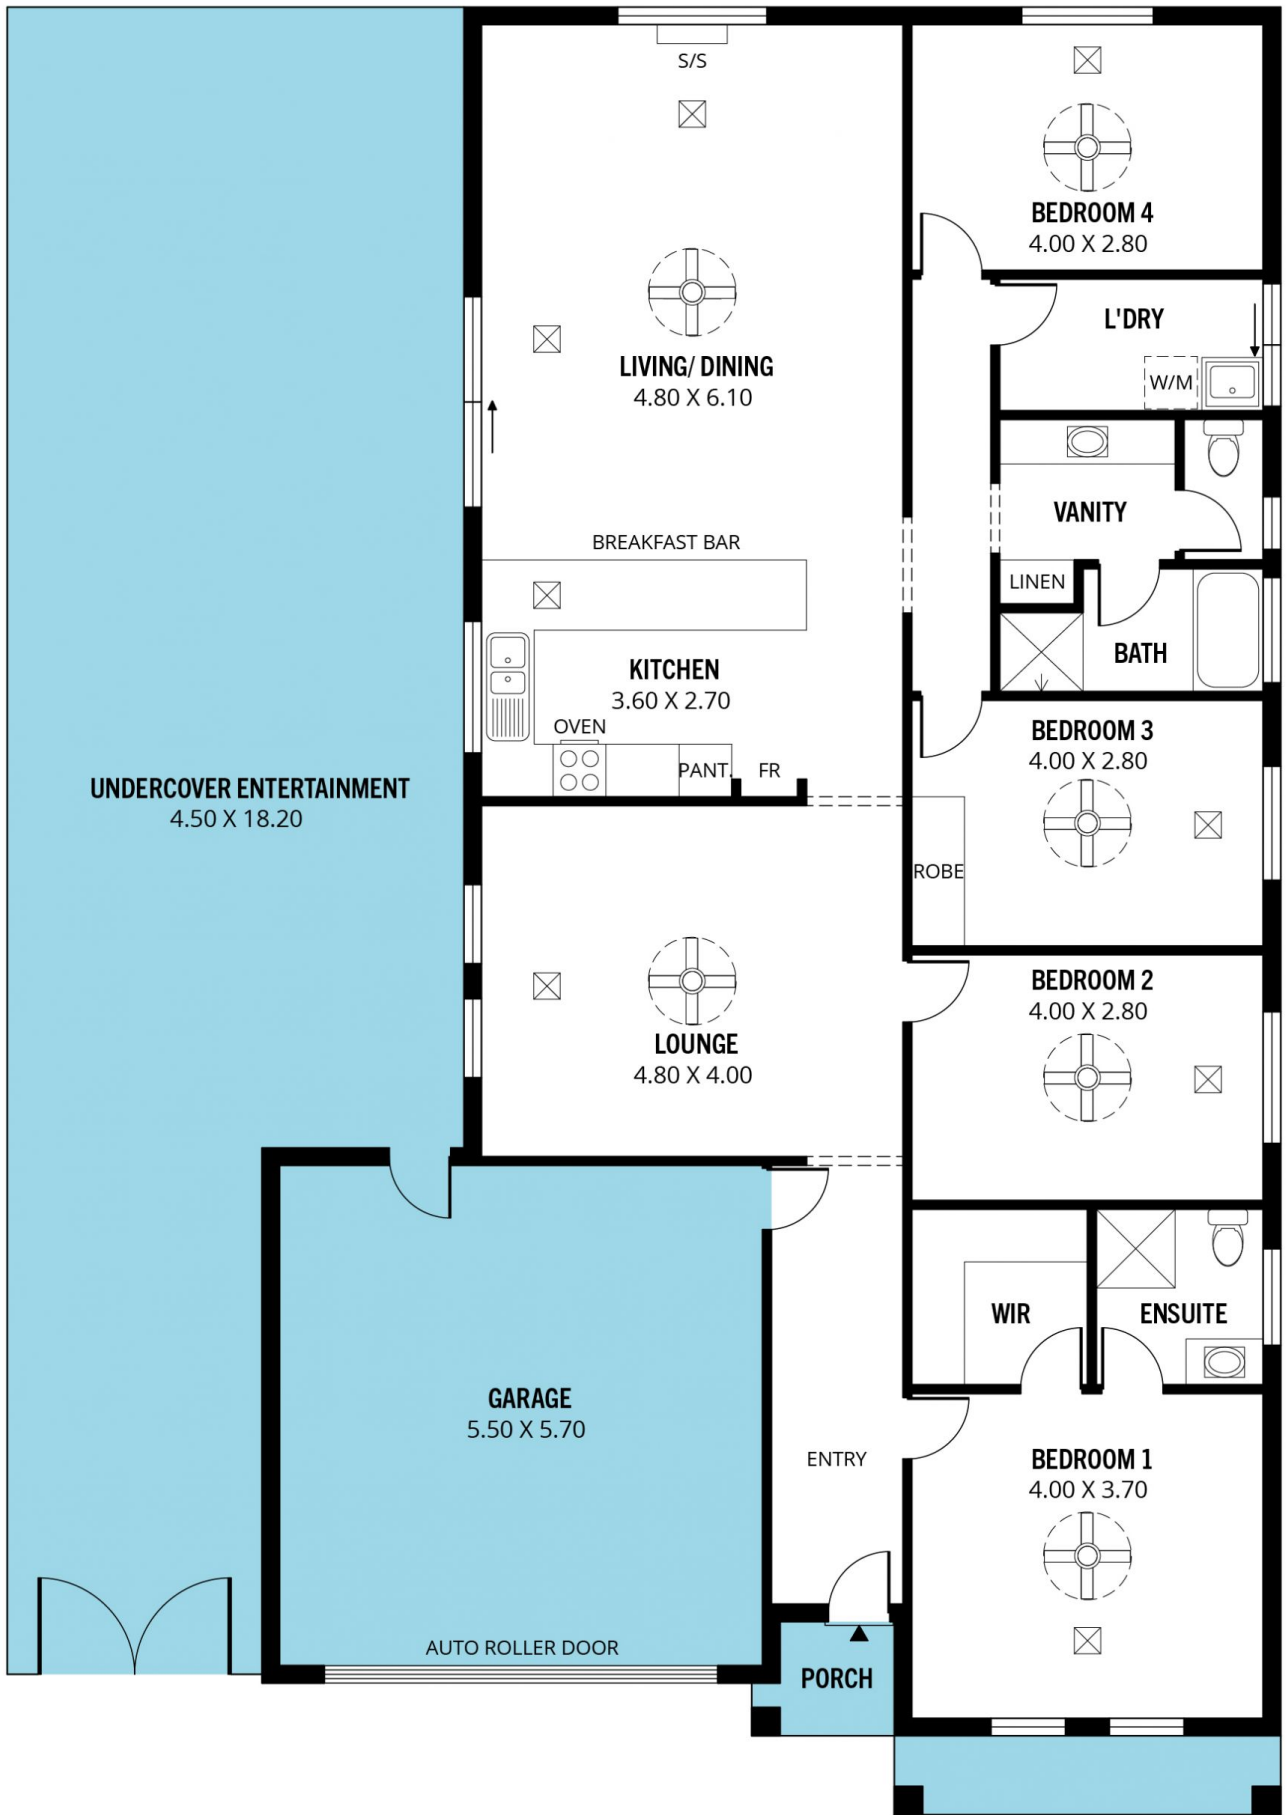 S/S
BEDROOM 4
4.00 X 2.80
L'DRY
W/M
LIVING/ DINING
4.80 X 6.10
VANITY
BREAKFAST BAR
LINEN
BATH
KITCHEN
3.60 X 2.70
OVEN
PANT.
FR
BEDROOM 3
4.00 X 2.80
ROBE
UNDERCOVER ENTERTAINMENT
4.50 X 18.20
BEDROOM 2
4.00 X 2.80
LOUNGE
4.80 X 4.00
WIR
ENSUITE
GARAGE
5.50 X 5.70
ENTRY
BEDROOM 1
4.00 X 3.70
AUTO ROLLER DOOR
PORCH